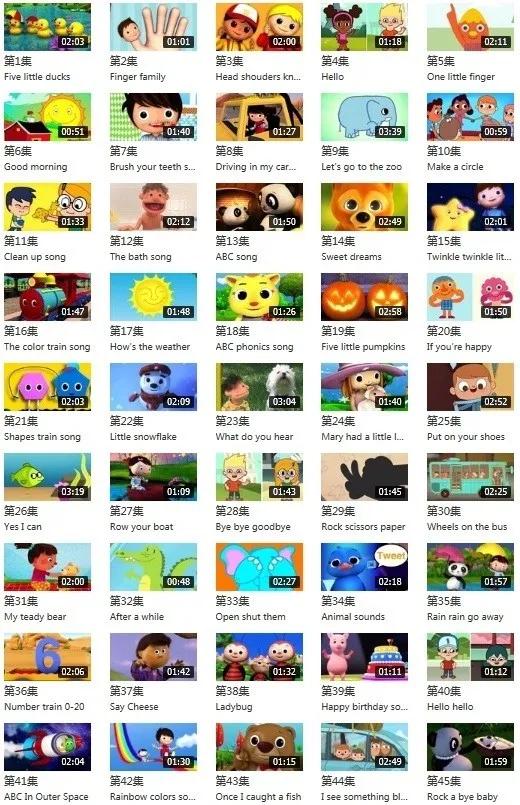 02:03 01:01 02:00 01:18 02:11
第1集 第2集 第3集 第4集 第5集
Five little ducks Finger family Head shouders kn... Hello One little finger
00:51 01:40 01:27 03:39 00:59
第6集 第7集 第8集 第9集 第10集
Good morning Brush your teeth s... Driving in my car... Let's go to the zoo Make a circle
01:33 02:12 01:50 02:49 02:01
第11集 第12集 第13集 第14集 第15集
Clean up song The bath song ABC song Sweet dreams Twinkle twinkle lit...
01:47 01:48 01:26 02:58 01:50
第16集 第17集 第18集 第19集 第20集
The color train song How's the weather ABC phonics song Five little pumpkins If you're happy
02:03 02:09 03:04 01:40 02:52
第21集 第22集 第23集 第24集 第25集
Shapes train song Little snowflake What do you hear Mary had a little l... Put on your shoes
03:19 01:09 01:43 01:45 02:25
第26集 第27集 第28集 第29集 第30集
Yes I can Row your boat Bye bye goodbye Rock scissors paper Wheels on the bus
Tweet
02:00 00:48 02:27 02:18 01:57
第31集 第32集 第33集 第34集 第35集
My teady bear After a while Open shut them Animal sounds Rain rain go away
6
02:06 01:42 01:32 01:11 01:12
第36集 第37集 第38集 第39集 第40集
Number train 0-20 Say Cheese Ladybug Happy birthday so... Hello hello
02:04 01:30 01:15 02:49 01:59
第41集 第42集 第43集 第44集 第45集
ABC In Outer Space Rainbow colors so... Once I caught a fish I see something bl... Rock a bye baby